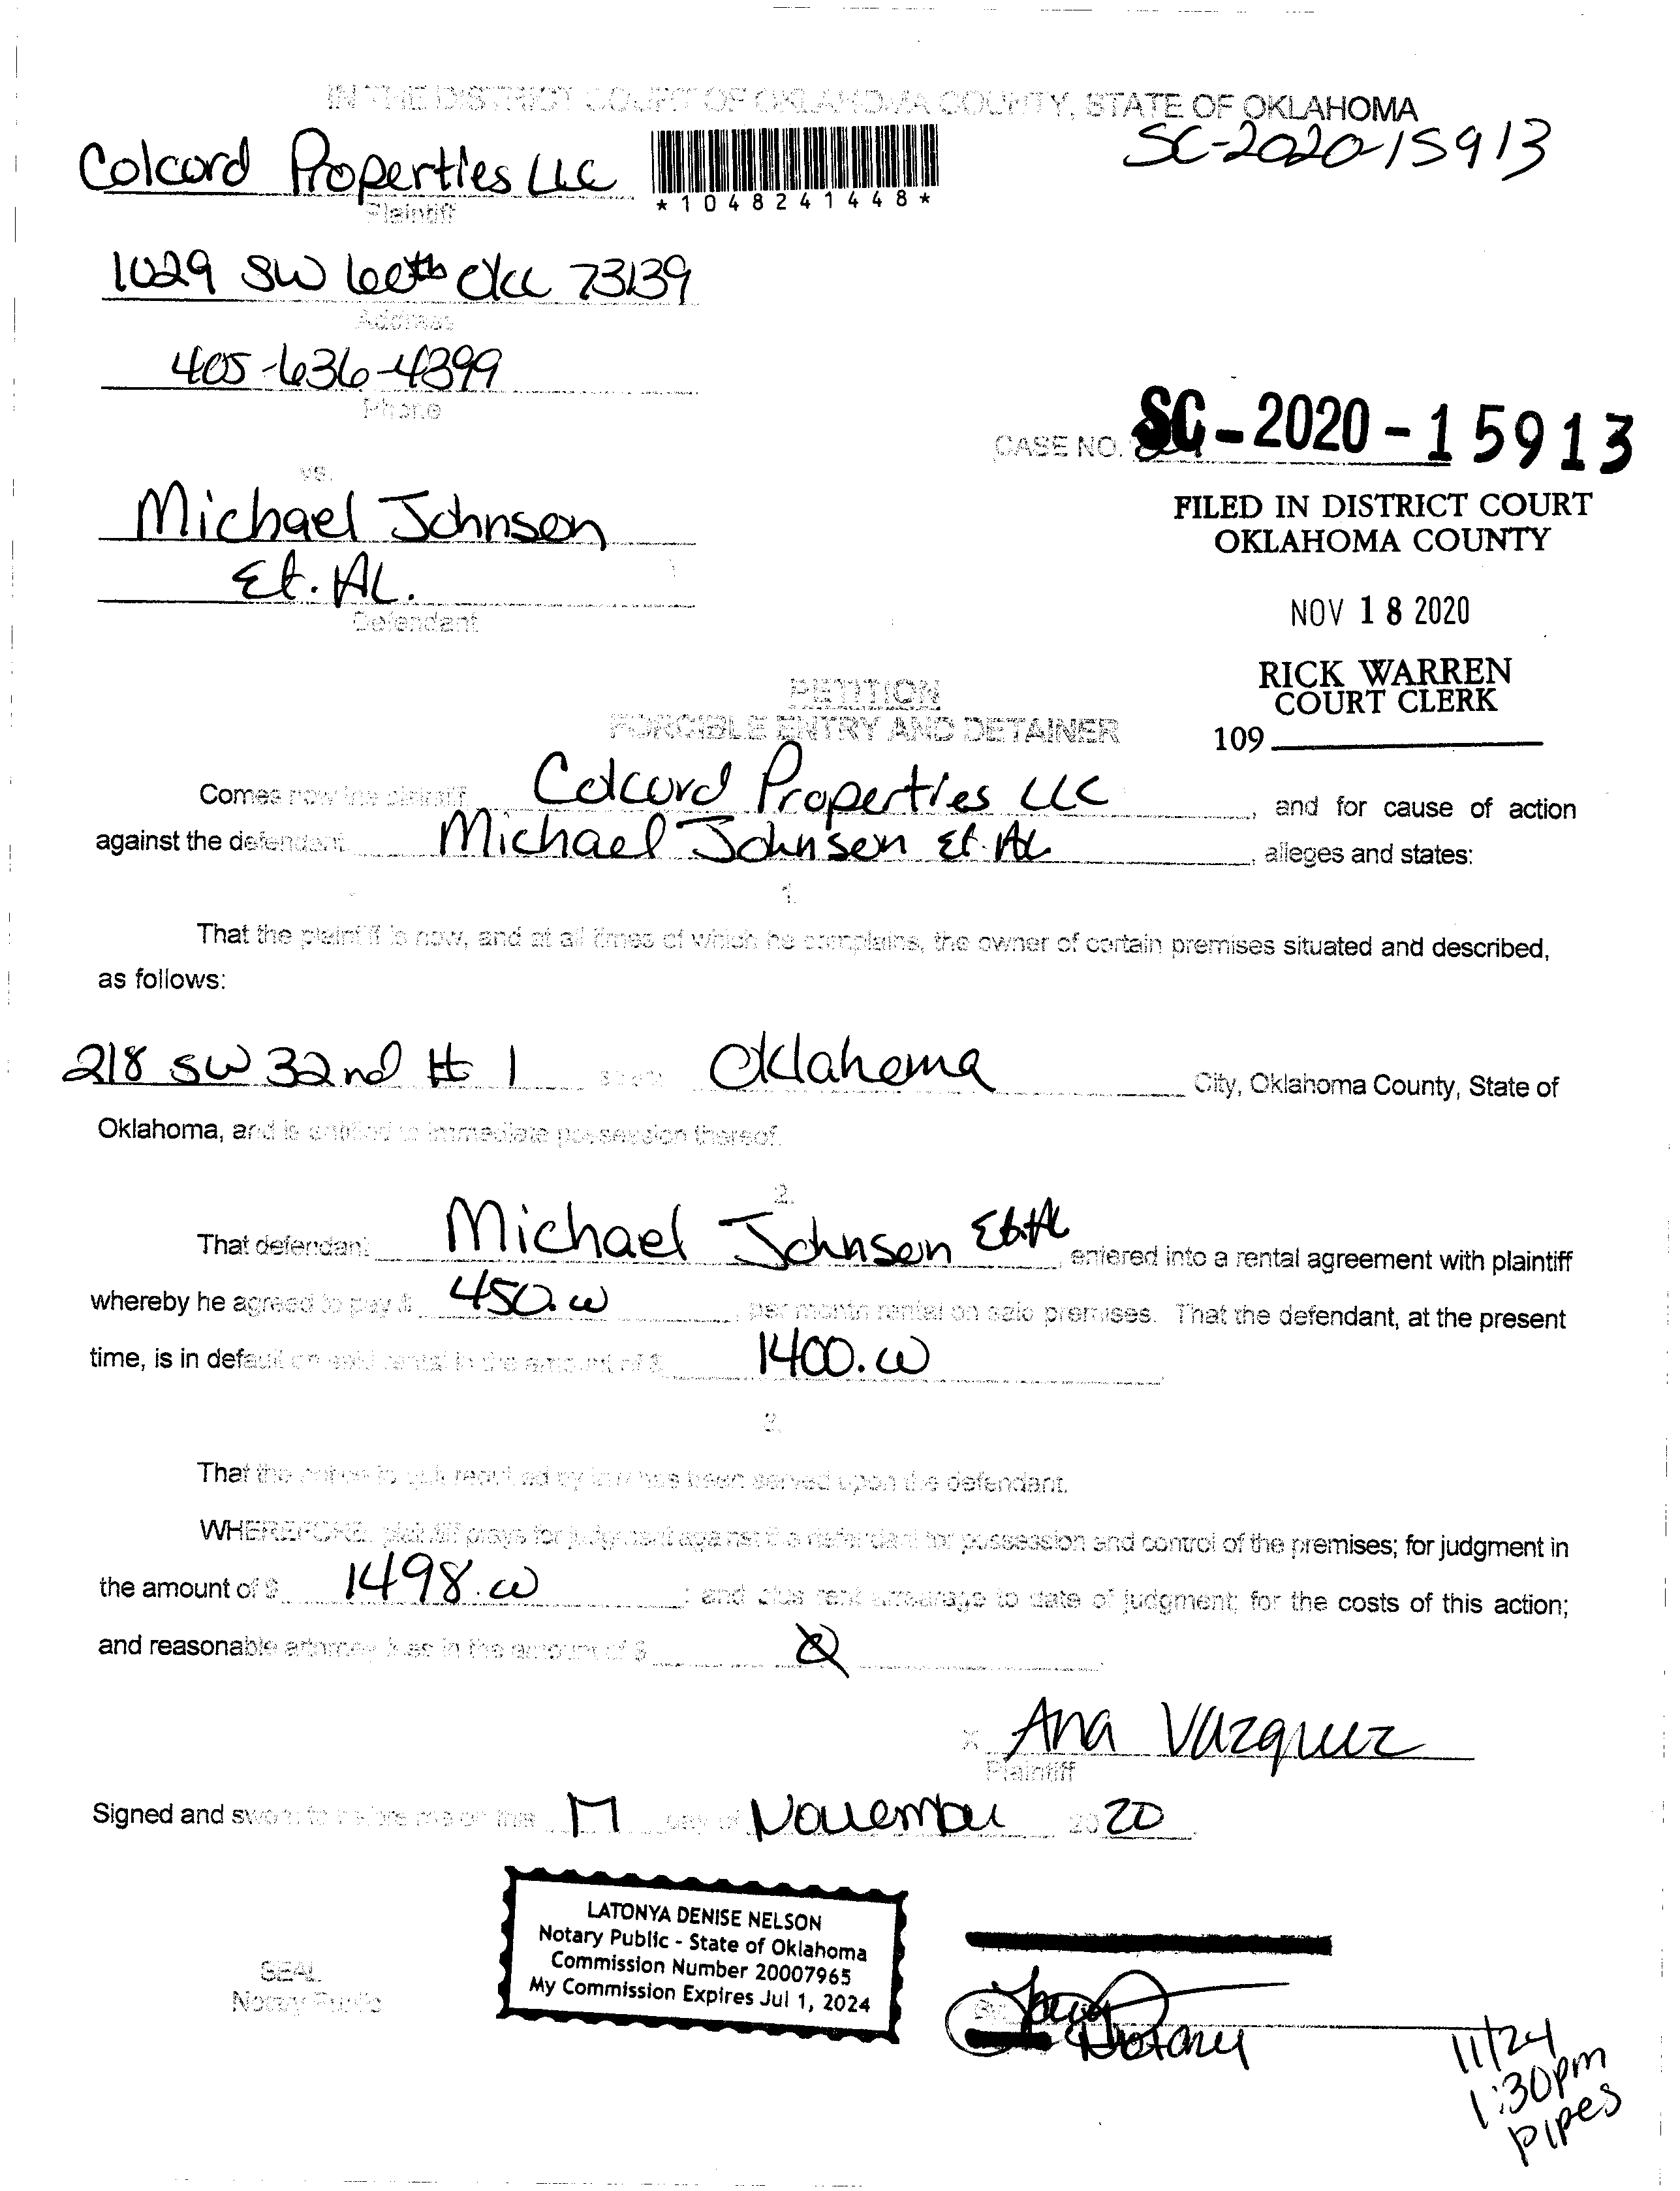 IN THE DISTRICT COURT OF OKLAHOMA COUNTY, STATE OF OKLAHOMA
SC-2020-15913
Colcord Properties LLC
*1048241448*
Plaintiff
1029 SW 66th OKC 73139
Address
405-636-4399
Phone
CASE NO. SC-2020-15913
vs.
FILED IN DISTRICT COURT
OKLAHOMA COUNTY
Michael Johnson
Et. AL.
Defendant
NOV 18 2020
RICK WARREN
COURT CLERK
109
PETITION
FORCIBLE ENTRY AND DETAINER
Comes now the plaintiff Colcord Properties LLC, and for cause of action
against the defendant Michael Johnson Et. AL, alleges and states:
1.
That the plaintiff is now, and at all times of which he complains, the owner of certain premises situated and described,
as follows:
218 SW 32nd # 1 Oklahoma City, Oklahoma County, State of
Oklahoma, and is entitled to immediate possession thereof.
2.
That defendant Michael Johnson Et. AL, entered into a rental agreement with plaintiff
whereby he agreed to pay $ 450.00, per month rental on said premises. That the defendant, at the present
time, is in default on said rental in the amount of $ 1400.00.
3.
That the notice to quit required by law has been served upon the defendant.
WHEREFORE, plaintiff prays for judgment against the defendant for possession and control of the premises; for judgment in
the amount of $ 1498.00; and plus rent arrearage to date of judgment; for the costs of this action;
and reasonable attorney fees in the amount of $
x Ana Vazquez
Plaintiff
Signed and sworn to before me on this 17 day of November 2020.
LATONYA DENISE NELSON
Notary Public - State of Oklahoma
Commission Number 20007965
My Commission Expires Jul 1, 2024
SEAL
Notary Public
By
Notary
11/24
1:30pm
Pipes